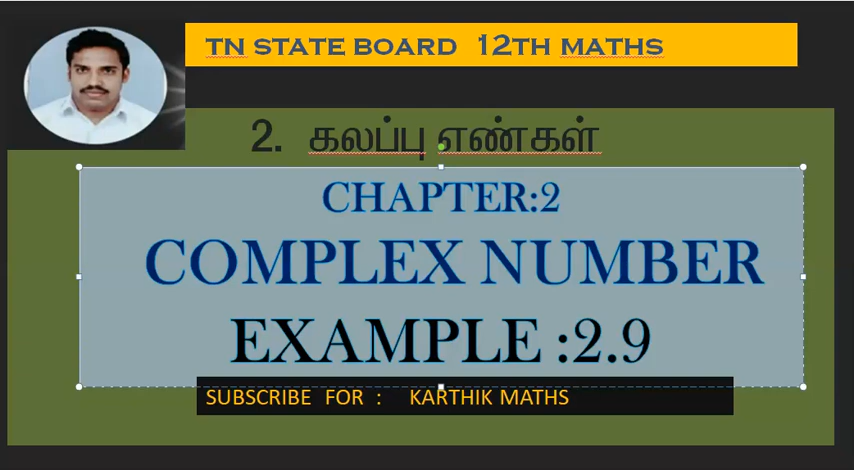 TN STATE BOARD 12TH MATHS
2. கலப்பு எண்கள்
CHAPTER:2
COMPLEX NUMBER
EXAMPLE :2.9
SUBSCRIBE FOR : KARTHIK MATHS